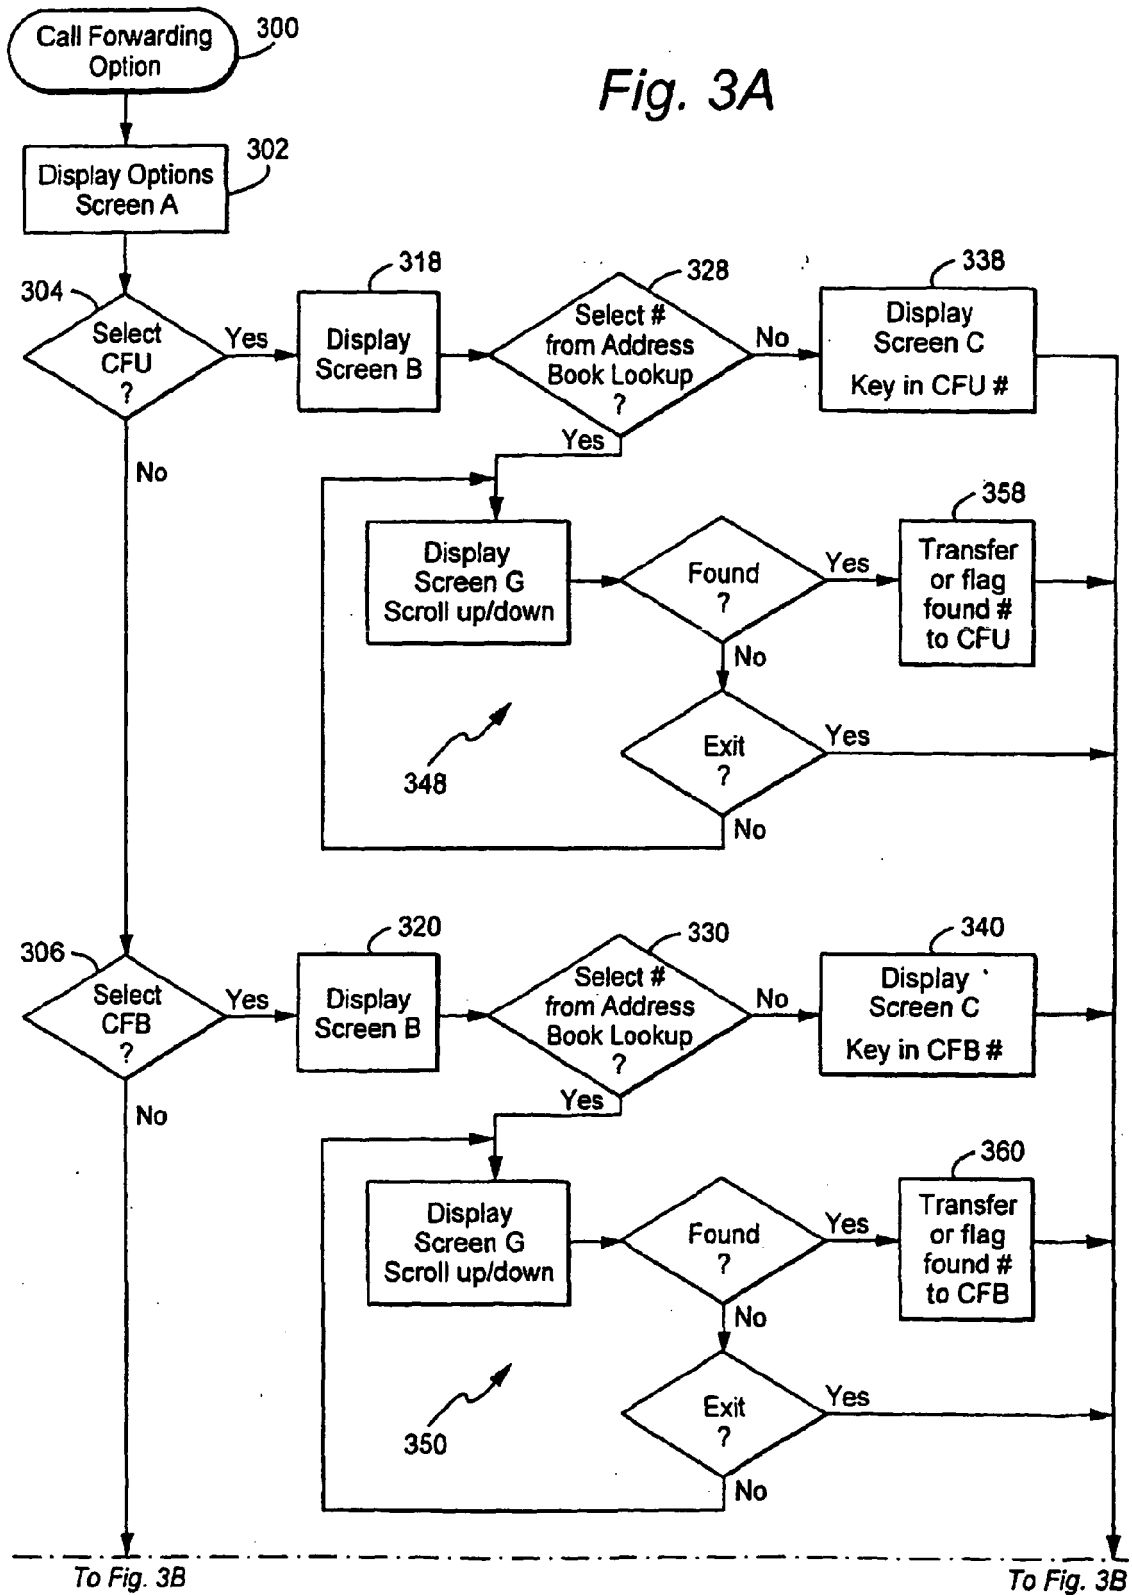 Call Forwarding
Option
300
Fig. 3A
Display Options
Screen A
302
304
Select
CFU
?
Yes
No
318
Display
Screen B
328
Select #
from Address
Book Lookup
?
No
Yes
338
Display
Screen C
Key in CFU #
Display
Screen G
Scroll up/down
Found
?
Yes
No
358
Transfer
or flag
found #
to CFU
348
Exit
?
Yes
No
306
Select
CFB
?
Yes
No
320
Display
Screen B
330
Select #
from Address
Book Lookup
?
No
Yes
340
Display
Screen C
Key in CFB #
Display
Screen G
Scroll up/down
Found
?
Yes
No
360
Transfer
or flag
found #
to CFB
350
Exit
?
Yes
No
To Fig. 3B
To Fig. 3B